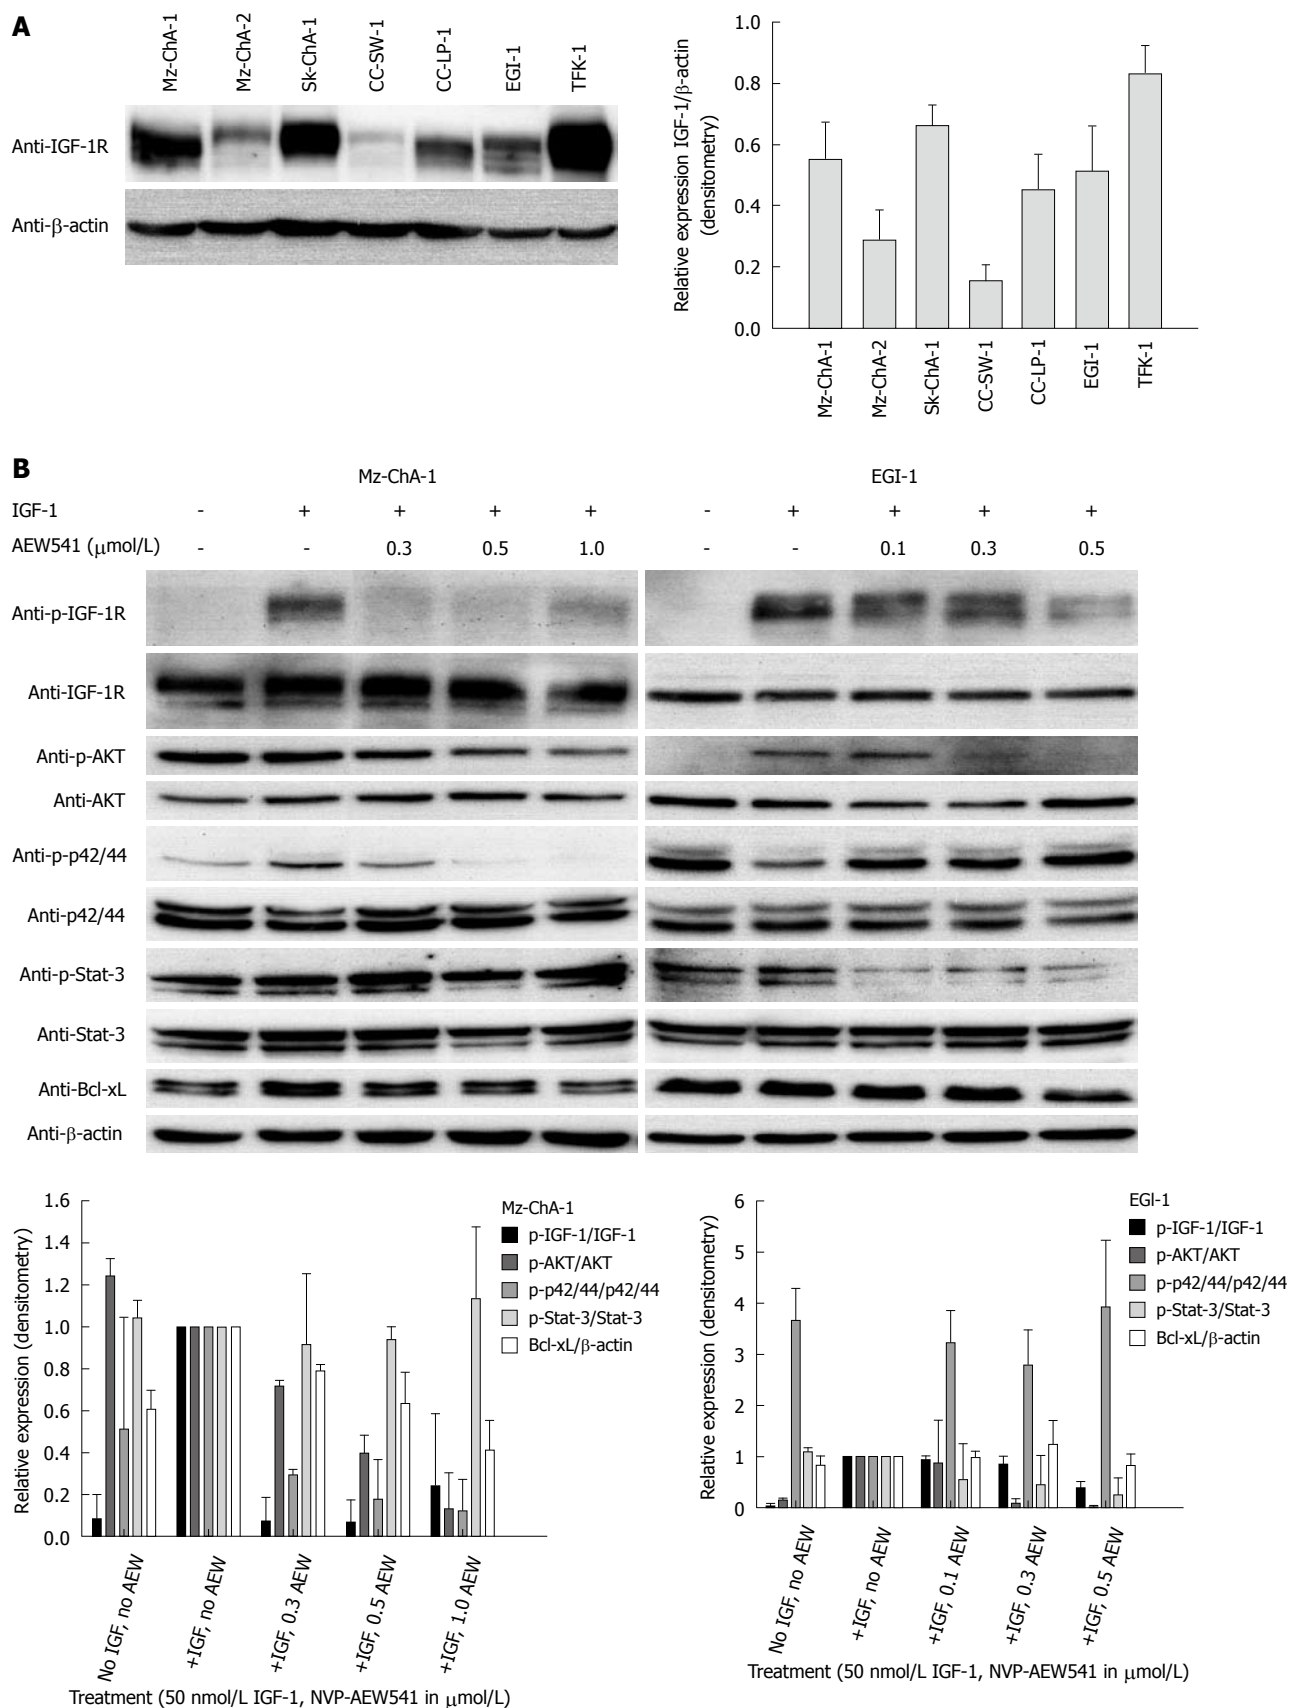 A
Mz-ChA-1
Mz-ChA-2
Sk-ChA-1
CC-SW-1
CC-LP-1
EGI-1
TFK-1
Anti-IGF-1R
Anti-β-actin
Relative expression IGF-1/β-actin
(densitometry)
1.0
0.8
0.6
0.4
0.2
0.0
Mz-ChA-1
Mz-ChA-2
Sk-ChA-1
CC-SW-1
CC-LP-1
EGI-1
TFK-1
B
Mz-ChA-1 EGI-1
IGF-1 - + + + + - + + + +
AEW541 (μmol/L) - - 0.3 0.5 1.0 - - 0.1 0.3 0.5
Anti-p-IGF-1R
Anti-IGF-1R
Anti-p-AKT
Anti-AKT
Anti-p-p42/44
Anti-p42/44
Anti-p-Stat-3
Anti-Stat-3
Anti-Bcl-xL
Anti-β-actin
Relative expression (densitometry)
1.6
1.4
1.2
1.0
0.8
0.6
0.4
0.2
0.0
Mz-ChA-1
p-IGF-1/IGF-1
p-AKT/AKT
p-p42/44/p42/44
p-Stat-3/Stat-3
Bcl-xL/β-actin
No IGF, no AEW
+IGF, no AEW
+IGF, 0.3 AEW
+IGF, 0.5 AEW
+IGF, 1.0 AEW
Treatment (50 nmol/L IGF-1, NVP-AEW541 in μmol/L)
Relative expression (densitometry)
6
5
4
3
2
1
0
EGI-1
p-IGF-1/IGF-1
p-AKT/AKT
p-p42/44/p42/44
p-Stat-3/Stat-3
Bcl-xL/β-actin
No IGF, no AEW
+IGF, no AEW
+IGF, 0.1 AEW
+IGF, 0.3 AEW
+IGF, 0.5 AEW
Treatment (50 nmol/L IGF-1, NVP-AEW541 in μmol/L)